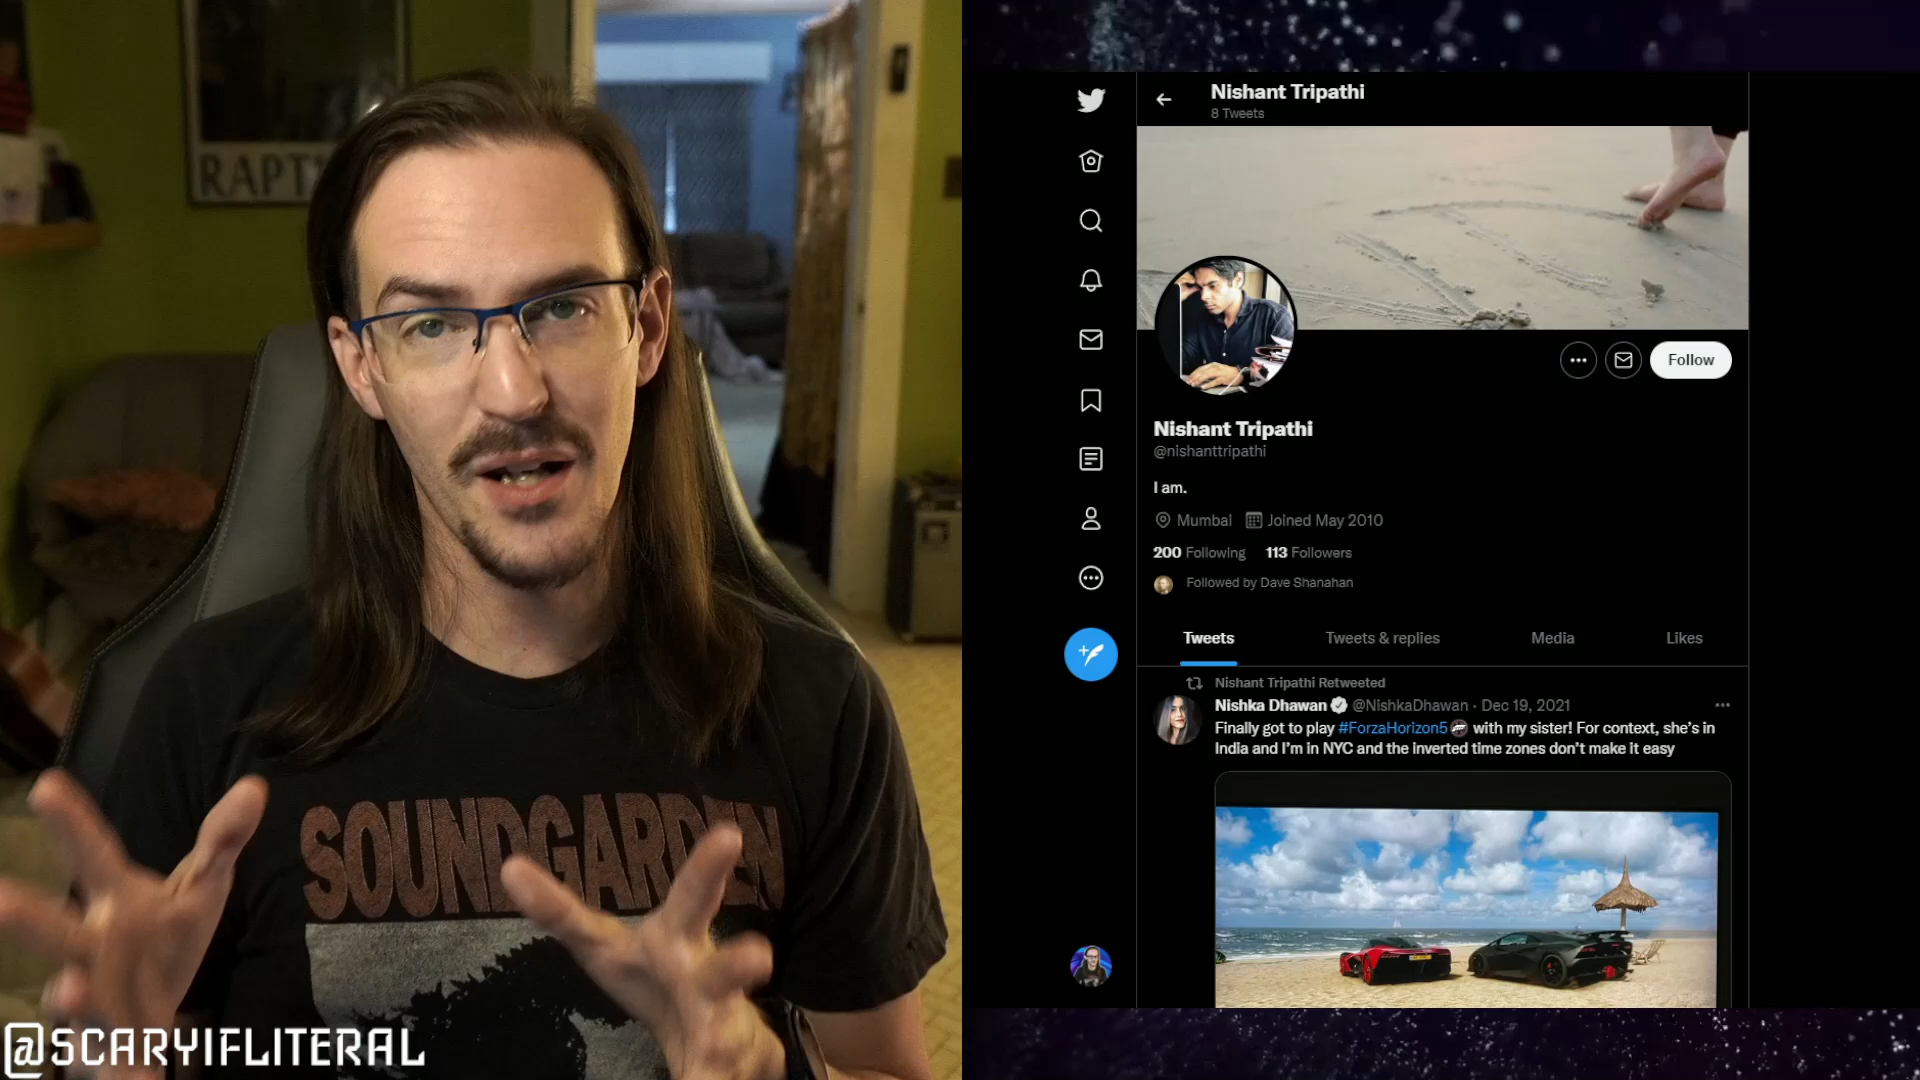 RAPT
SOUNDGARDEN
@SCARYIFLITERAL
Nishant Tripathi
8 Tweets
Follow
Nishant Tripathi
@nishanttripathi
I am.
Mumbai Joined May 2010
200 Following 113 Followers
Followed by Dave Shanahan
Tweets Tweets & replies Media Likes
Nishant Tripathi Retweeted
Nishka Dhawan @NishkaDhawan · Dec 19, 2021
Finally got to play #ForzaHorizon5 with my sister! For context, she's in
India and I'm in NYC and the inverted time zones don't make it easy